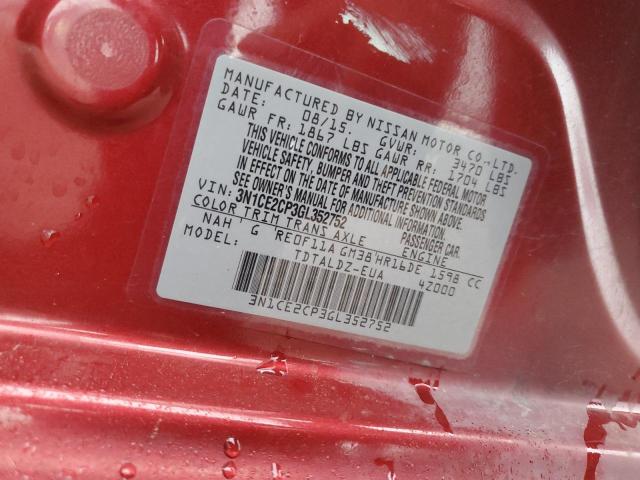 MANUFACTURED BY NISSAN MOTOR CO.,LTD.
DATE: 08/15. GVWR: 3470 LBS
GAWR FR: 1867 LBS GAWR RR: 1704 LBS
THIS VEHICLE CONFORMS TO ALL APPLICABLE FEDERAL MOTOR
VEHICLE SAFETY, BUMPER AND THEFT PREVENTION STANDARDS
IN EFFECT ON THE DATE OF MANUFACTURE SHOWN ABOVE.
SEE OWNER'S MANUAL FOR ADDITIONAL INFORMATION.
VIN: 3N1CE2CP3GL352752 PASSENGER CAR.
COLOR TRIM TRANS AXLE ENGINE
NAH G RE0F11A GM38 HR16DE 1598 CC
MODEL: TDTALDZ-EUA 4Z000
3N1CE2CP3GL352752